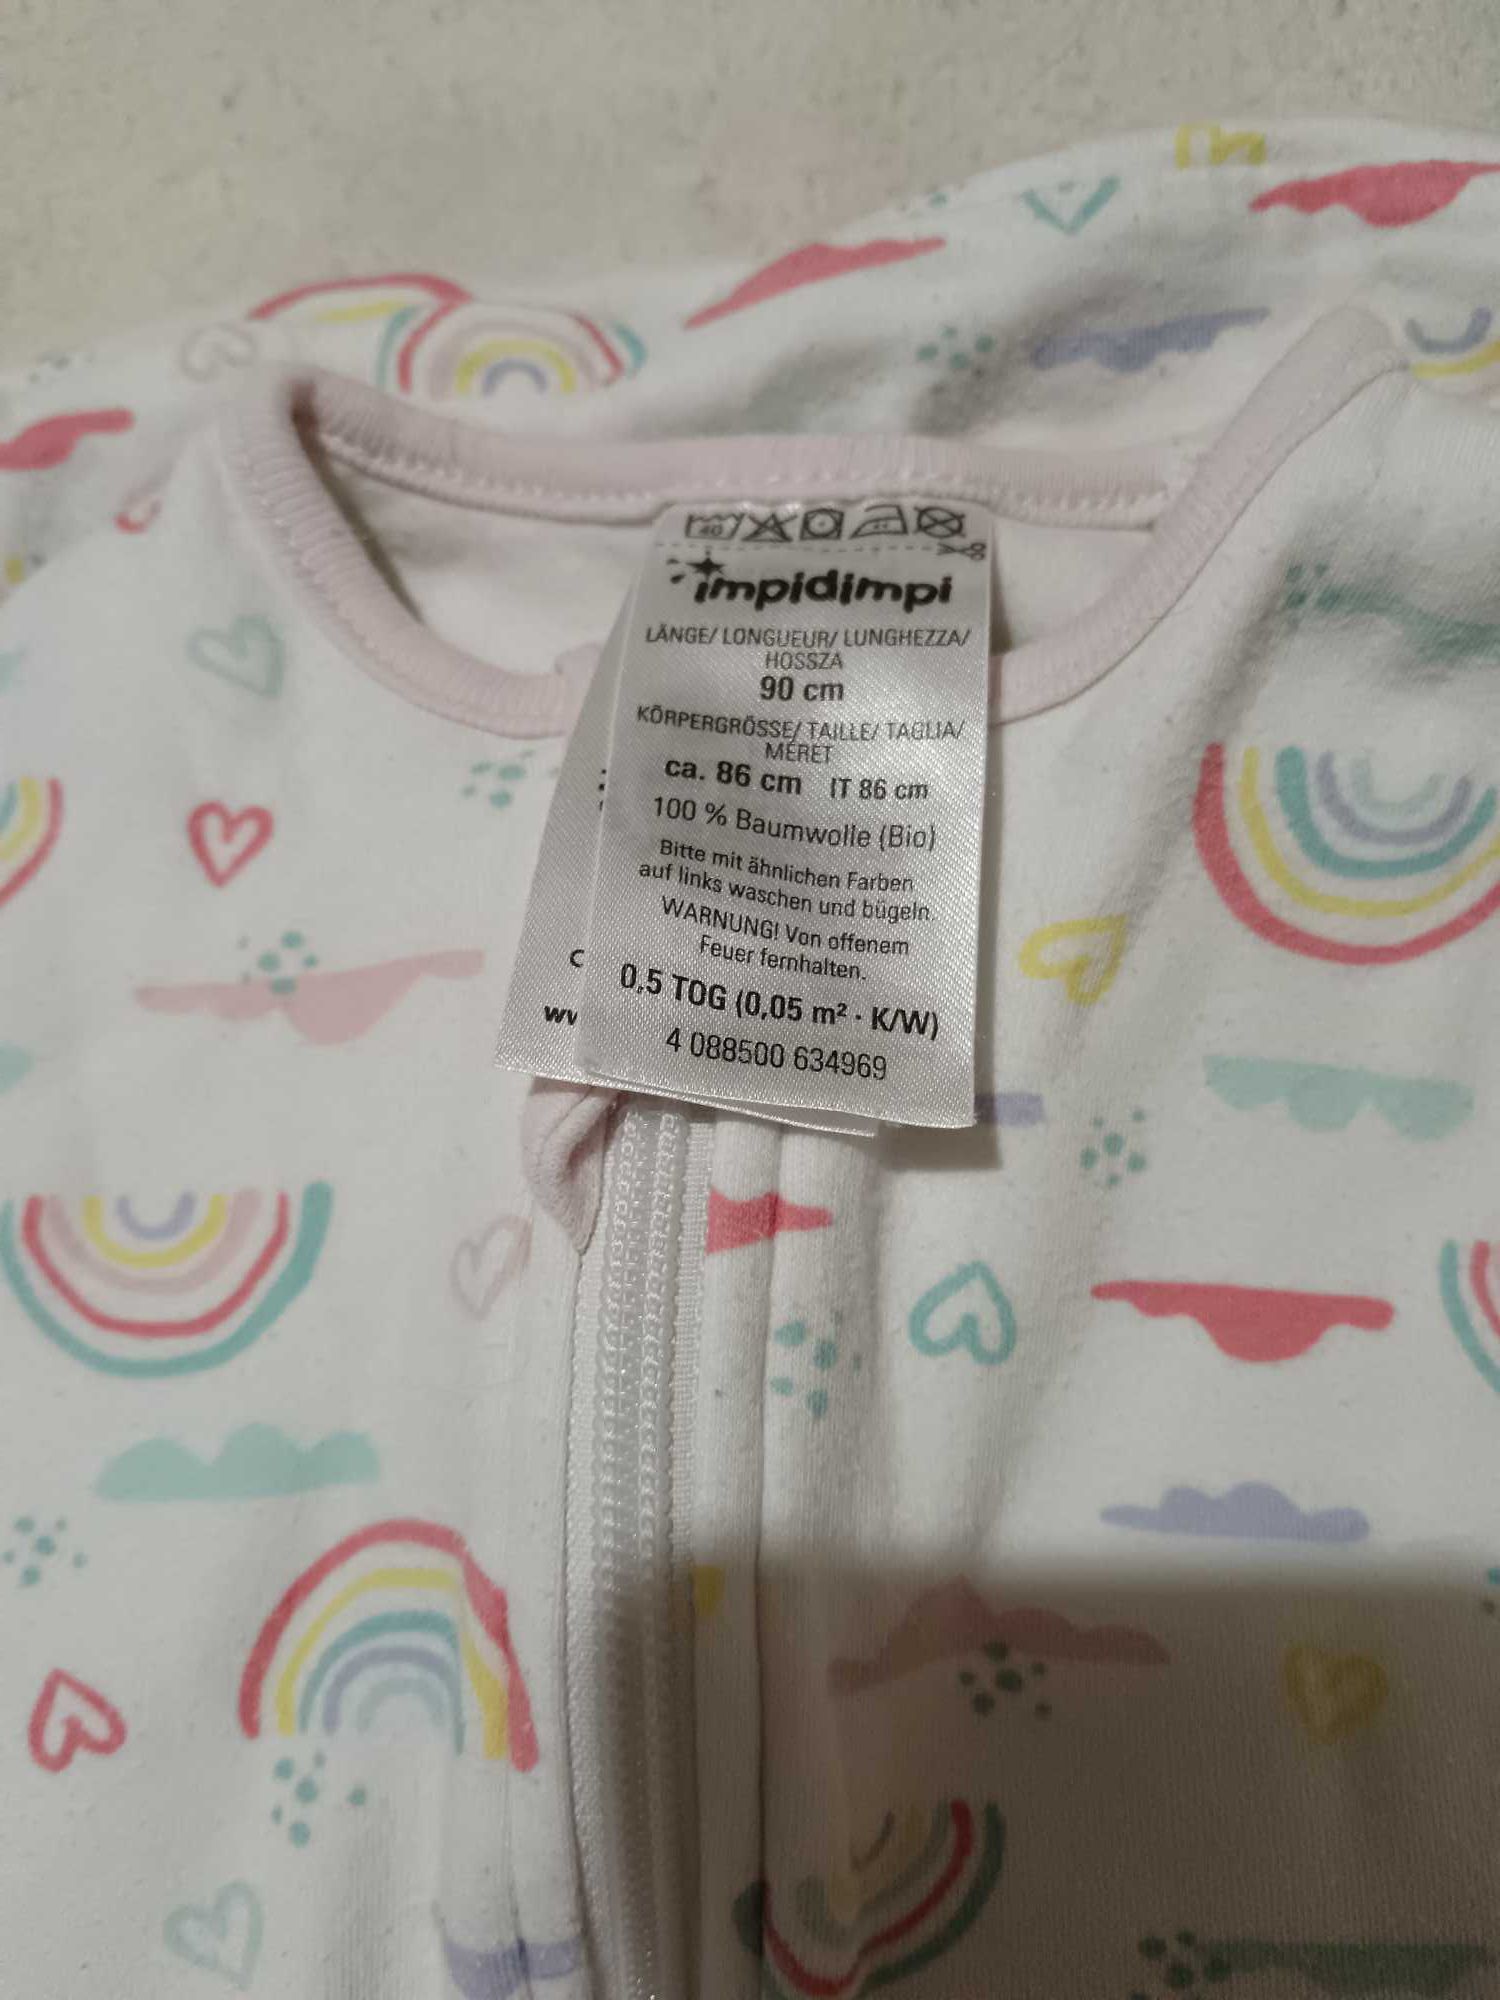 40
impidimpi
LÄNGE/ LONGUEUR/ LUNGHEZZA/
HOSSZA
90 cm
KÖRPERGRÖSSE/ TAILLE/ TAGLIA/
MÉRET
ca. 86 cm IT 86 cm
100 % Baumwolle (Bio)
Bitte mit ähnlichen Farben
auf links waschen und bügeln.
WARNUNG! Von offenem
Feuer fernhalten.
0,5 TOG (0,05 m² · K/W)
4 088500 634969